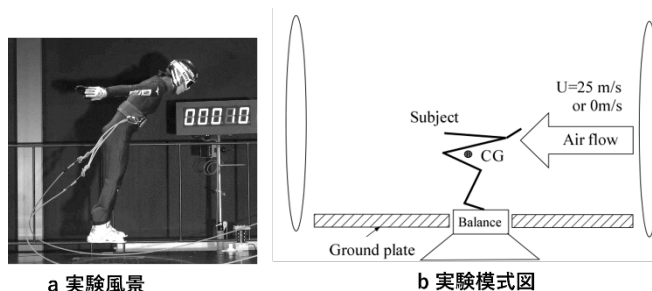 00010
a 実験風景
U=25 m/s
or 0m/s
Subject
Air flow
CG
Balance
Ground plate
b 実験模式図